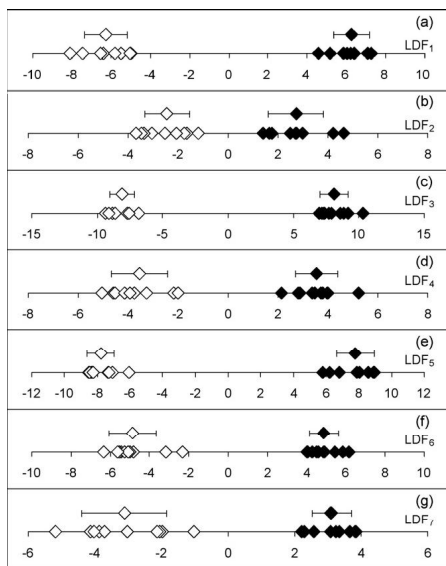 (a)
LDF1
-10 -8 -6 -4 -2 0 2 4 6 8 10
(b)
LDF2
-8 -6 -4 -2 0 2 4 6 8
(c)
LDF3
-15 -10 -5 0 5 10 15
(d)
LDF4
-8 -6 -4 -2 0 2 4 6 8
(e)
LDF5
-12 -10 -8 -6 -4 -2 0 2 4 6 8 10 12
(f)
LDF6
-10 -8 -6 -4 -2 0 2 4 6 8 10
(g)
LDF7
-6 -4 -2 0 2 4 6